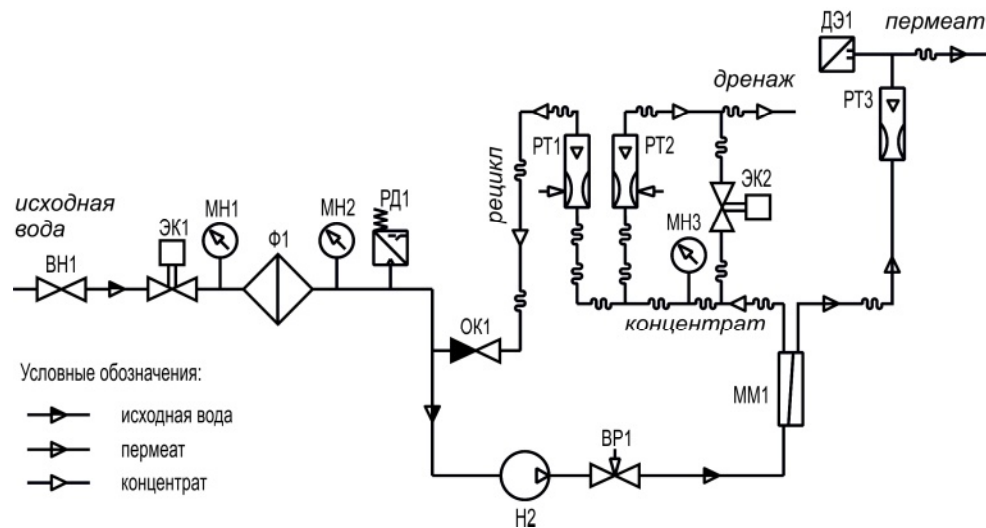 ДЭ1
пермеат
дренаж
РТ3
РТ1
РТ2
рецикл
ЭК2
исходная
вода
ЭК1
МН1
МН2
РД1
Ф1
МН3
ВН1
концентрат
ОК1
Условные обозначения:
исходная вода
пермеат
концентрат
ММ1
ВР1
Н2